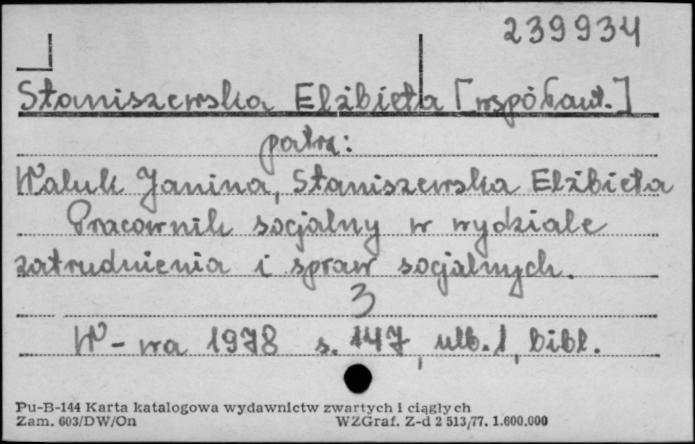 239934
Staniszewska Elżbieta [współaut.]
patrz:
Waluk Janina, Staniszewska Elżbieta
Pracownik socjalny w wydziale
zatrudnienia i spraw socjalnych.
3
W-wa 1978 s. 147, ulb. 1, bibl.
Pu-B-144 Karta katalogowa wydawnictw zwartych i ciągłych
Zam. 603/DW/On WZGraf. Z-d 2 513/77. 1.600.000